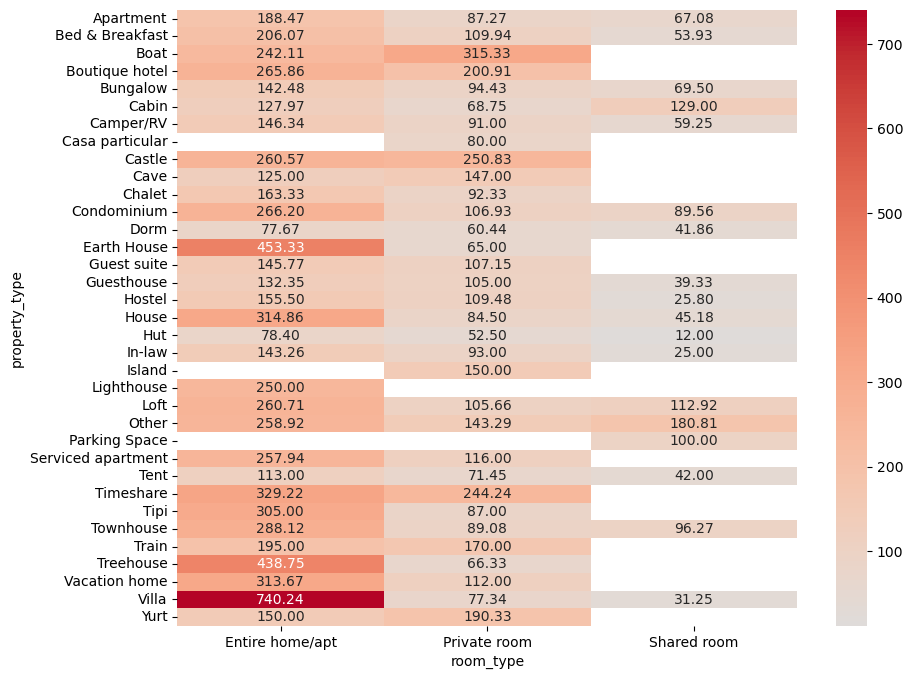 property_type
Apartment 188.47 87.27 67.08
Bed & Breakfast 206.07 109.94 53.93
Boat 242.11 315.33
Boutique hotel 265.86 200.91
Bungalow 142.48 94.43 69.50
Cabin 127.97 68.75 129.00
Camper/RV 146.34 91.00 59.25
Casa particular 80.00
Castle 260.57 250.83
Cave 125.00 147.00
Chalet 163.33 92.33
Condominium 266.20 106.93 89.56
Dorm 77.67 60.44 41.86
Earth House 453.33 65.00
Guest suite 145.77 107.15
Guesthouse 132.35 105.00 39.33
Hostel 155.50 109.48 25.80
House 314.86 84.50 45.18
Hut 78.40 52.50 12.00
In-law 143.26 93.00 25.00
Island 150.00
Lighthouse 250.00
Loft 260.71 105.66 112.92
Other 258.92 143.29 180.81
Parking Space 100.00
Serviced apartment 257.94 116.00
Tent 113.00 71.45 42.00
Timeshare 329.22 244.24
Tipi 305.00 87.00
Townhouse 288.12 89.08 96.27
Train 195.00 170.00
Treehouse 438.75 66.33
Vacation home 313.67 112.00
Villa 740.24 77.34 31.25
Yurt 150.00 190.33
Entire home/apt Private room Shared room
room_type
700
600
500
400
300
200
100